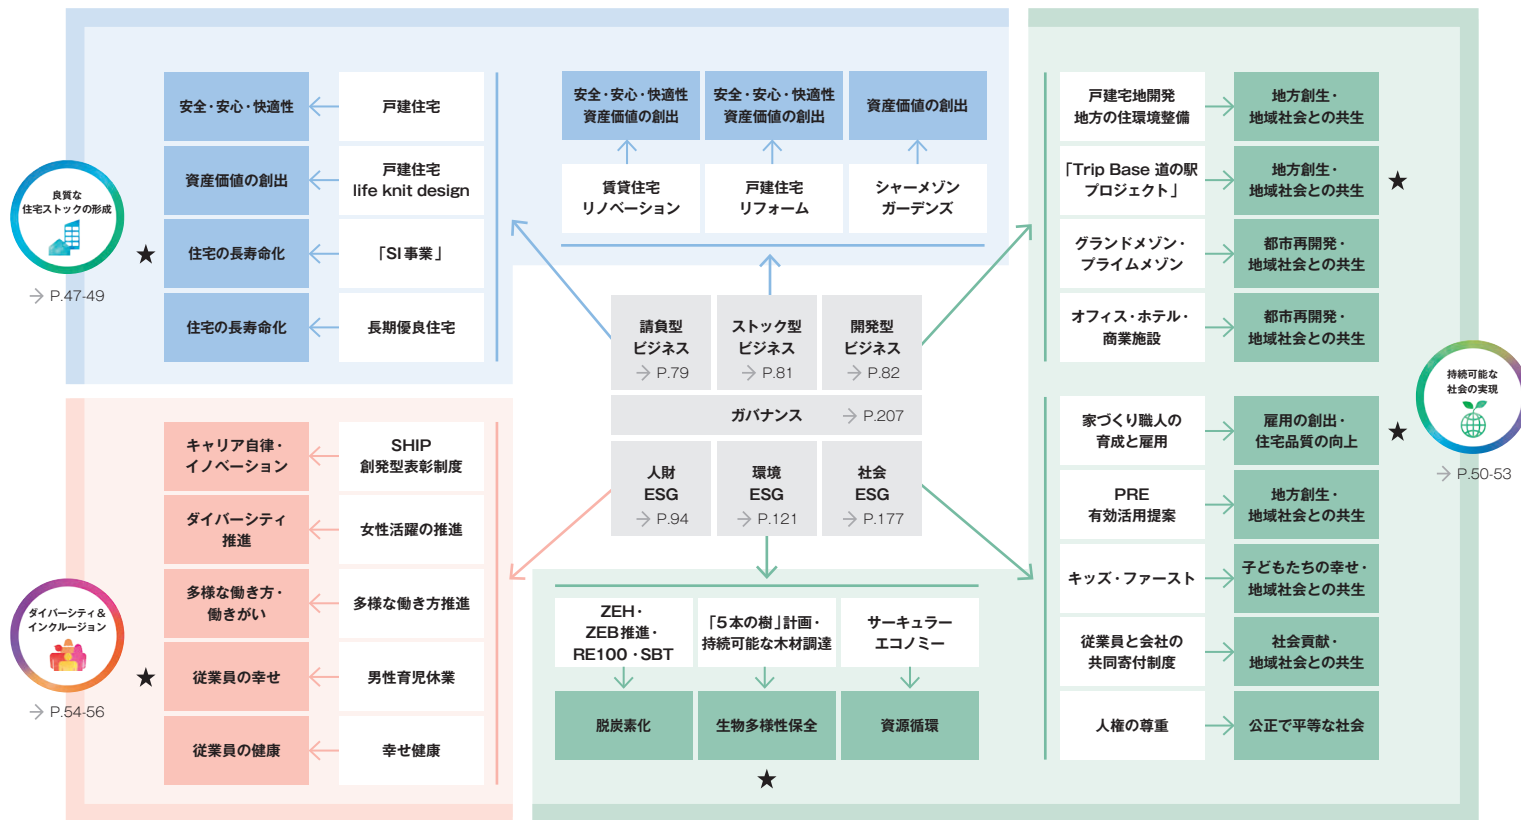 良質な
住宅ストックの形成
→ P.47-49
★
安全・安心・快適性
戸建住宅
資産価値の創出
戸建住宅
life knit design
住宅の長寿命化
「SI事業」
住宅の長寿命化
長期優良住宅
安全・安心・快適性
資産価値の創出
安全・安心・快適性
資産価値の創出
資産価値の創出
賃貸住宅
リノベーション
戸建住宅
リフォーム
シャーメゾン
ガーデンズ
戸建宅地開発
地方の住環境整備
地方創生・
地域社会との共生
「Trip Base 道の駅
プロジェクト」
地方創生・
地域社会との共生
★
グランドメゾン・
プライムメゾン
都市再開発・
地域社会との共生
オフィス・ホテル・
商業施設
都市再開発・
地域社会との共生
請負型
ビジネス
→ P.79
ストック型
ビジネス
→ P.81
開発型
ビジネス
→ P.82
ガバナンス → P.207
人財
ESG
→ P.94
環境
ESG
→ P.121
社会
ESG
→ P.177
持続可能な
社会の実現
→ P.50-53
家づくり職人の
育成と雇用
雇用の創出・
住宅品質の向上
★
PRE
有効活用提案
地方創生・
地域社会との共生
キッズ・ファースト
子どもたちの幸せ・
地域社会との共生
従業員と会社の
共同寄付制度
社会貢献・
地域社会との共生
人権の尊重
公正で平等な社会
ダイバーシティ&
インクルージョン
→ P.54-56
★
キャリア自律・
イノベーション
SHIP
創発型表彰制度
ダイバーシティ
推進
女性活躍の推進
多様な働き方・
働きがい
多様な働き方推進
従業員の幸せ
男性育児休業
従業員の健康
幸せ健康
ZEH・
ZEB推進・
RE100・SBT
「5本の樹」計画・
持続可能な木材調達
サーキュラー
エコノミー
脱炭素化
生物多様性保全
資源循環
★